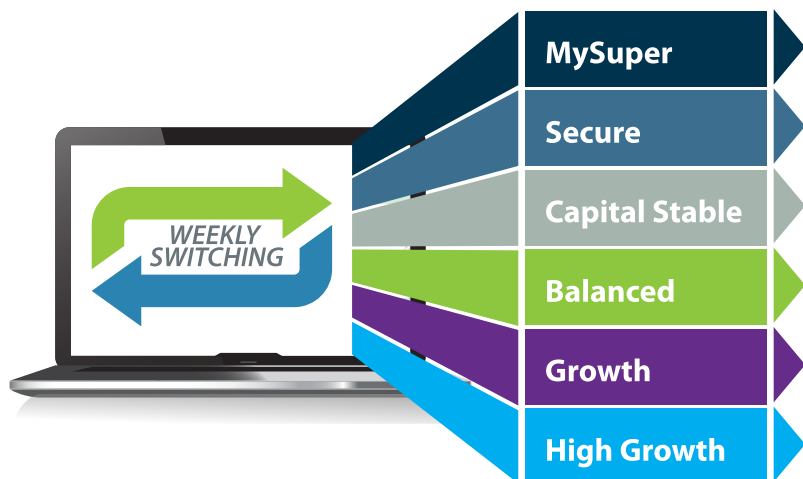 WEEKLY
SWITCHING
MySuper
Secure
Capital Stable
Balanced
Growth
High Growth